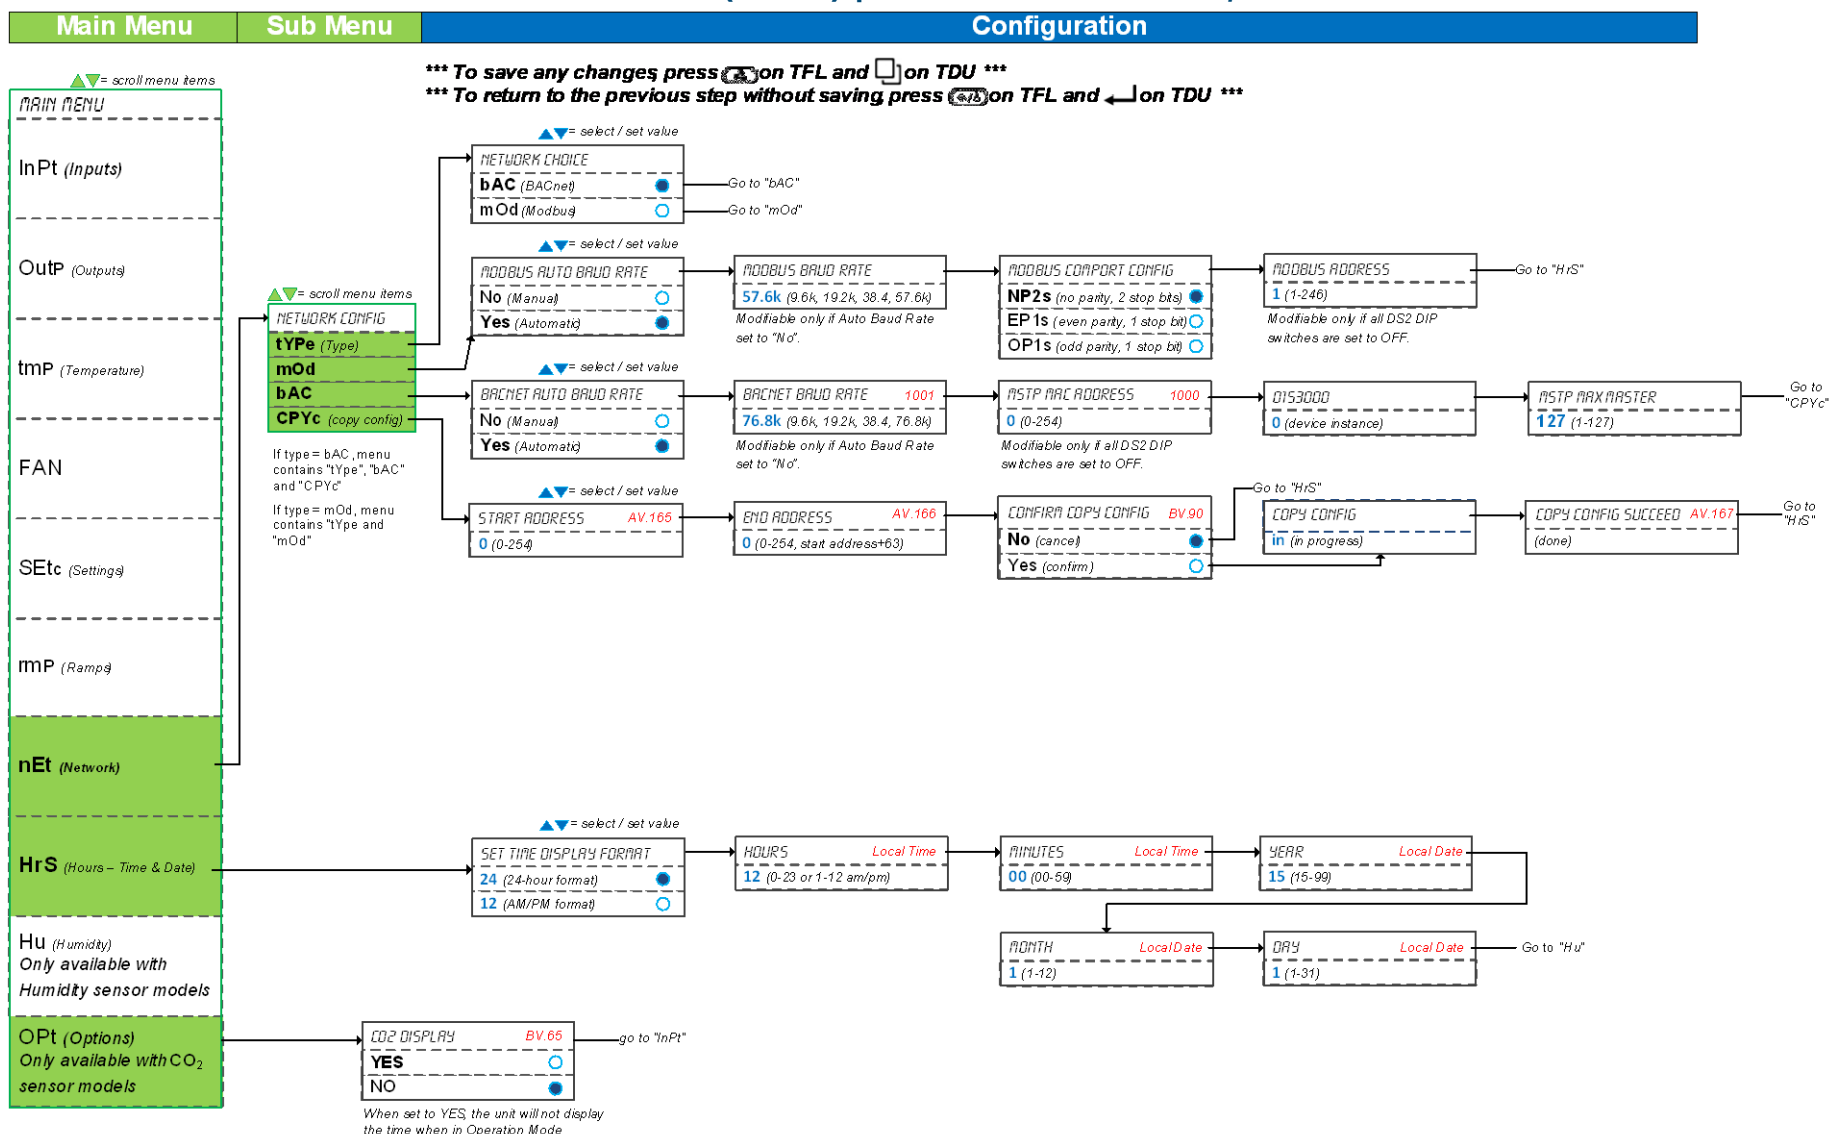 Main Menu
Sub Menu
Configuration
= scroll menu items
*** To save any changes, press on TFL and on TDU ***
*** To return to the previous step without saving, press on TFL and on TDU ***
MAIN MENU
InPt (Inputs)
OutP (Outputs)
tmP (Temperature)
FAN
SEtc (Settings)
rmP (Ramps)
nEt (Network)
HrS (Hours – Time & Date)
Hu (Humidity)
Only available with
Humidity sensor models
OPt (Options)
Only available with CO2
sensor models
= scroll menu items
NETWORK CONFIG
tYPe (Type)
mOd
bAC
CPYc (copy config)
If type = bAC, menu
contains "tYpe", "bAC"
and "CPYc"
If type = mOd, menu
contains "tYpe and
"mOd"
= select / set value
NETWORK CHOICE
bAC (BACnet)
Go to "bAC"
mOd (Modbus)
Go to "mOd"
= select / set value
MODBUS AUTO BAUD RATE
No (Manual)
Yes (Automatic)
MODBUS BAUD RATE
57.6k (9.6k, 19.2k, 38.4, 57.6k)
Modifiable only if Auto Baud Rate
set to "No".
MODBUS COMPORT CONFIG
NP2s (no parity, 2 stop bits)
EP1s (even parity, 1 stop bit)
OP1s (odd parity, 1 stop bit)
MODBUS ADDRESS
1 (1-246)
Modifiable only if all DS2 DIP
switches are set to OFF.
Go to "HrS"
= select / set value
BACNET AUTO BAUD RATE
No (Manual)
Yes (Automatic)
BACNET BAUD RATE 1001
76.8k (9.6k, 19.2k, 38.4, 76.8k)
Modifiable only if Auto Baud Rate
set to "No".
MSTP MAC ADDRESS 1000
0 (0-254)
Modifiable only if all DS2 DIP
switches are set to OFF.
0153000
0 (device instance)
MSTP MAX MASTER
127 (1-127)
Go to
"CPYc"
= select / set value
START ADDRESS AV.165
0 (0-254)
END ADDRESS AV.166
0 (0-254, start address+63)
CONFIRM COPY CONFIG BV.90
No (cancel)
Yes (confirm)
Go to "HrS"
COPY CONFIG
in (in progress)
COPY CONFIG SUCCEED AV.167
(done)
Go to
"HrS"
= select / set value
SET TIME DISPLAY FORMAT
24 (24-hour format)
12 (AM/PM format)
HOURS Local Time
12 (0-23 or 1-12 am/pm)
MINUTES Local Time
00 (00-59)
YEAR Local Date
15 (15-99)
MONTH Local Date
1 (1-12)
DAY Local Date
1 (1-31)
Go to "Hu"
CO2 DISPLAY BV.65
YES
NO
go to "InPt"
When set to YES, the unit will not display
the time when in Operation Mode